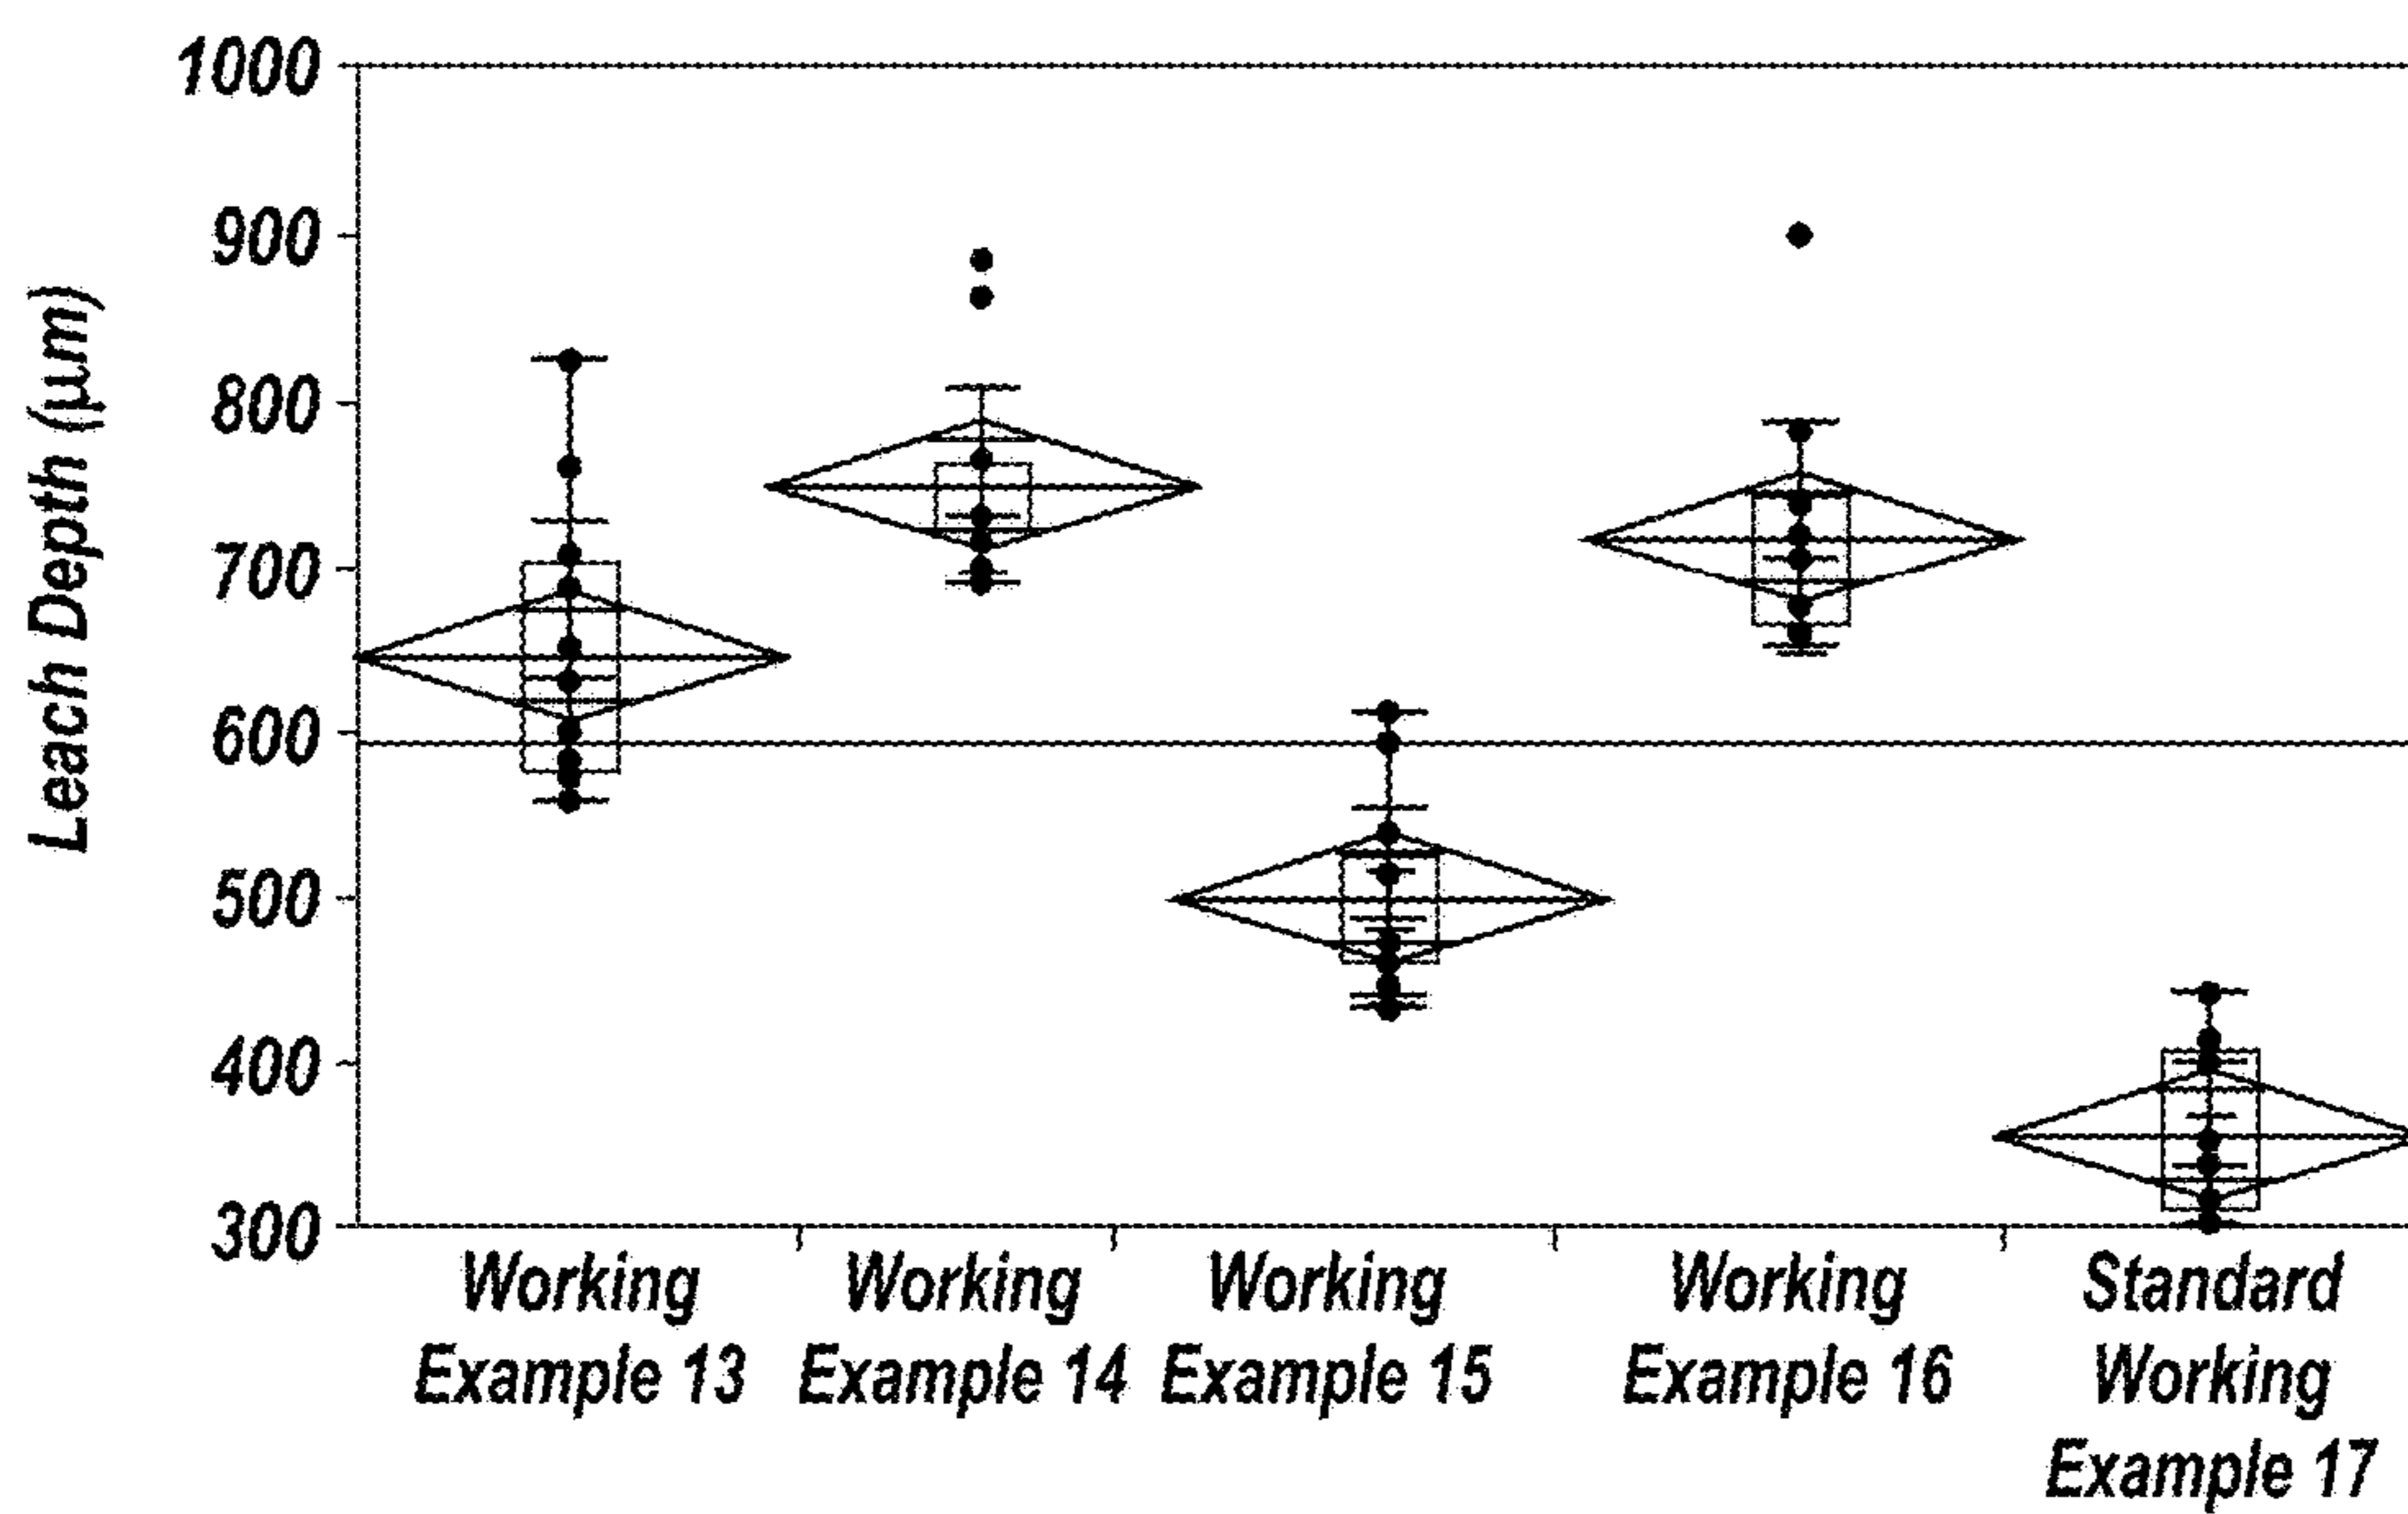 Leach Depth (µm)
1000
900
800
700
600
500
400
300
Working
Example 13
Working
Example 14
Working
Example 15
Working
Example 16
Standard
Working
Example 17